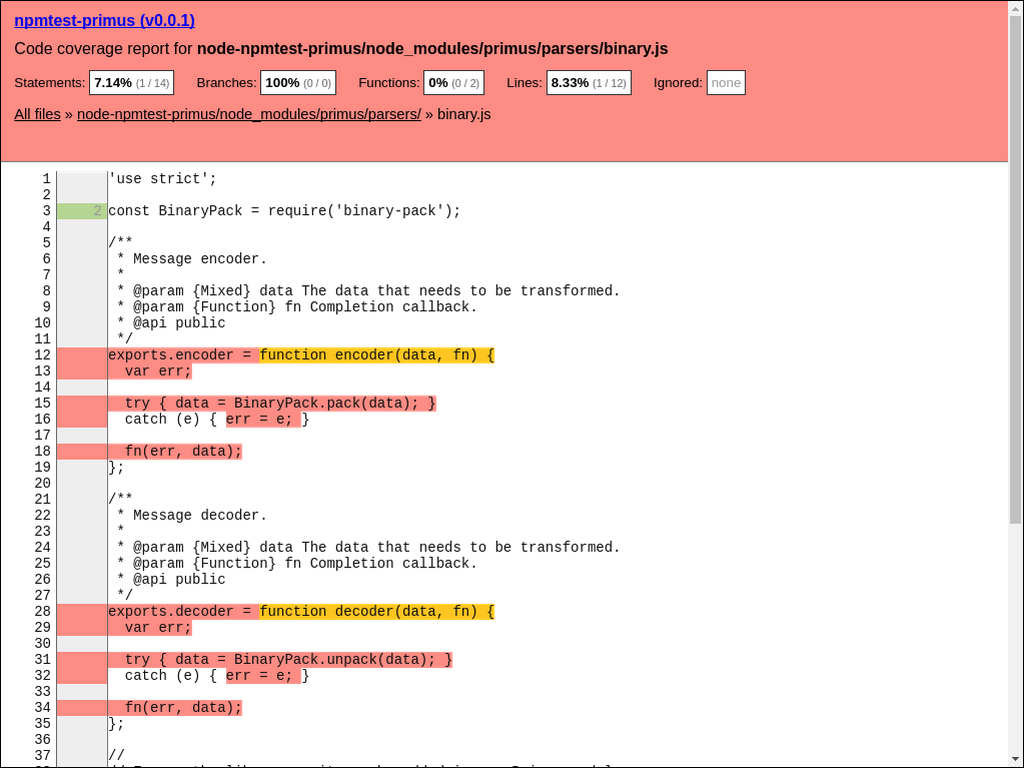 npmtest-primus (v0.0.1)
Code coverage report for node-npmtest-primus/node_modules/primus/parsers/binary.js
Statements: 7.14% (1 / 14) Branches: 100% (0 / 0) Functions: 0% (0 / 2) Lines: 8.33% (1 / 12) Ignored: none
All files » node-npmtest-primus/node_modules/primus/parsers/ » binary.js
1 'use strict';
2
3 2 const BinaryPack = require('binary-pack');
4
5 /**
6 * Message encoder.
7 *
8 * @param {Mixed} data The data that needs to be transformed.
9 * @param {Function} fn Completion callback.
10 * @api public
11 */
12 exports.encoder = function encoder(data, fn) {
13 var err;
14
15 try { data = BinaryPack.pack(data); }
16 catch (e) { err = e; }
17
18 fn(err, data);
19 };
20
21 /**
22 * Message decoder.
23 *
24 * @param {Mixed} data The data that needs to be transformed.
25 * @param {Function} fn Completion callback.
26 * @api public
27 */
28 exports.decoder = function decoder(data, fn) {
29 var err;
30
31 try { data = BinaryPack.unpack(data); }
32 catch (e) { err = e; }
33
34 fn(err, data);
35 };
36
37 //